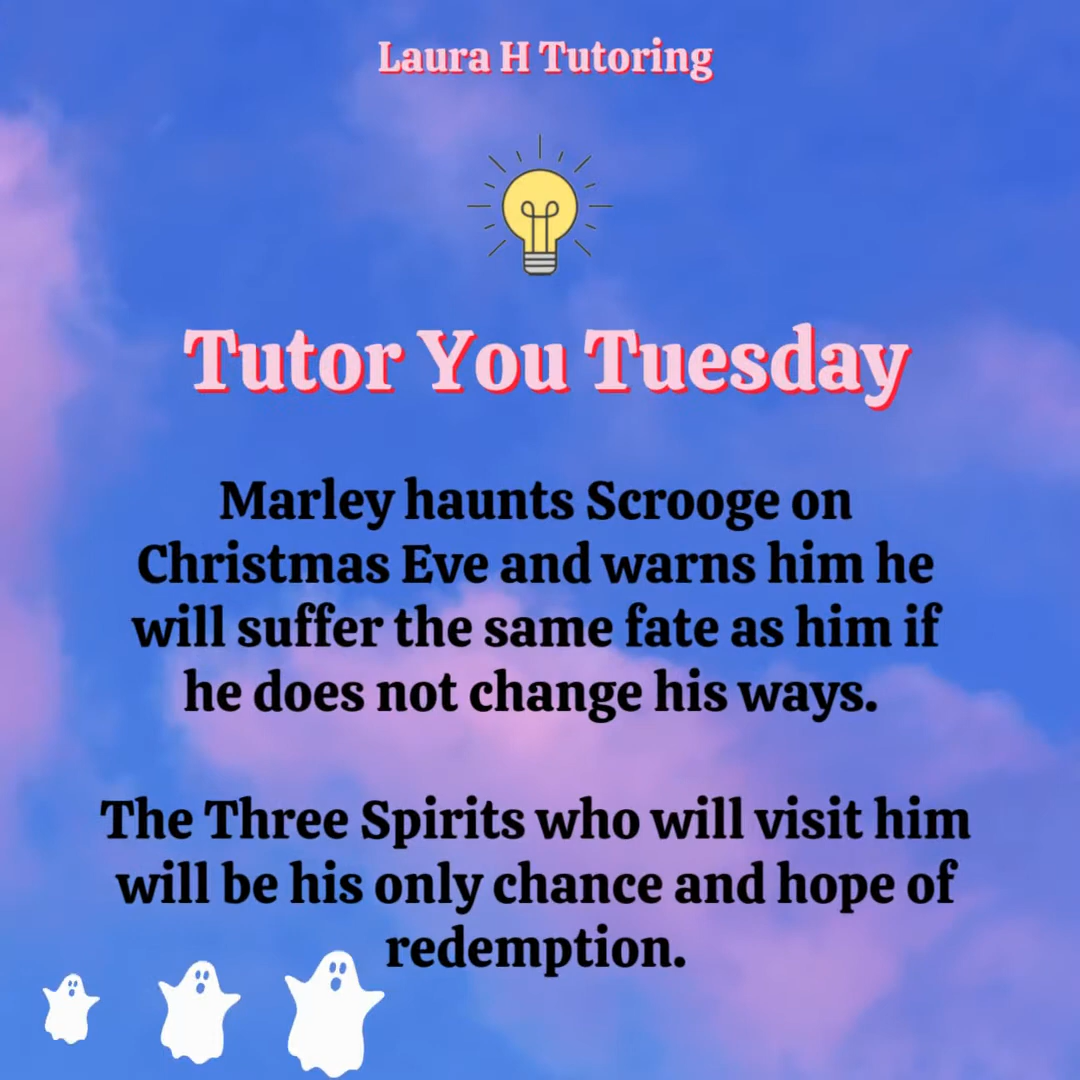 Laura H Tutoring
Tutor You Tuesday
Marley haunts Scrooge on
Christmas Eve and warns him he
will suffer the same fate as him if
he does not change his ways.
The Three Spirits who will visit him
will be his only chance and hope of
redemption.